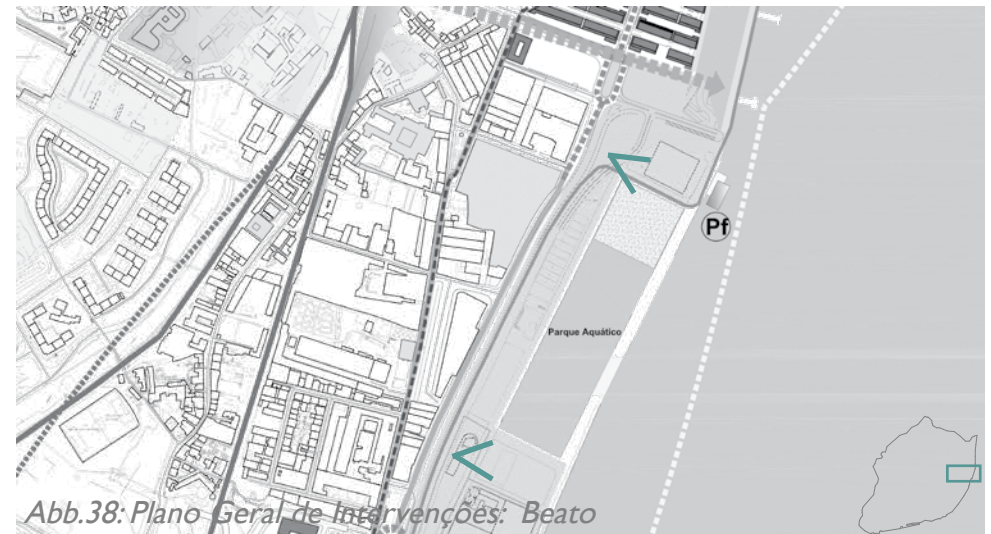 Pf
Parque Aquático
Abb.38: Plano Geral de Intervenções: Beato